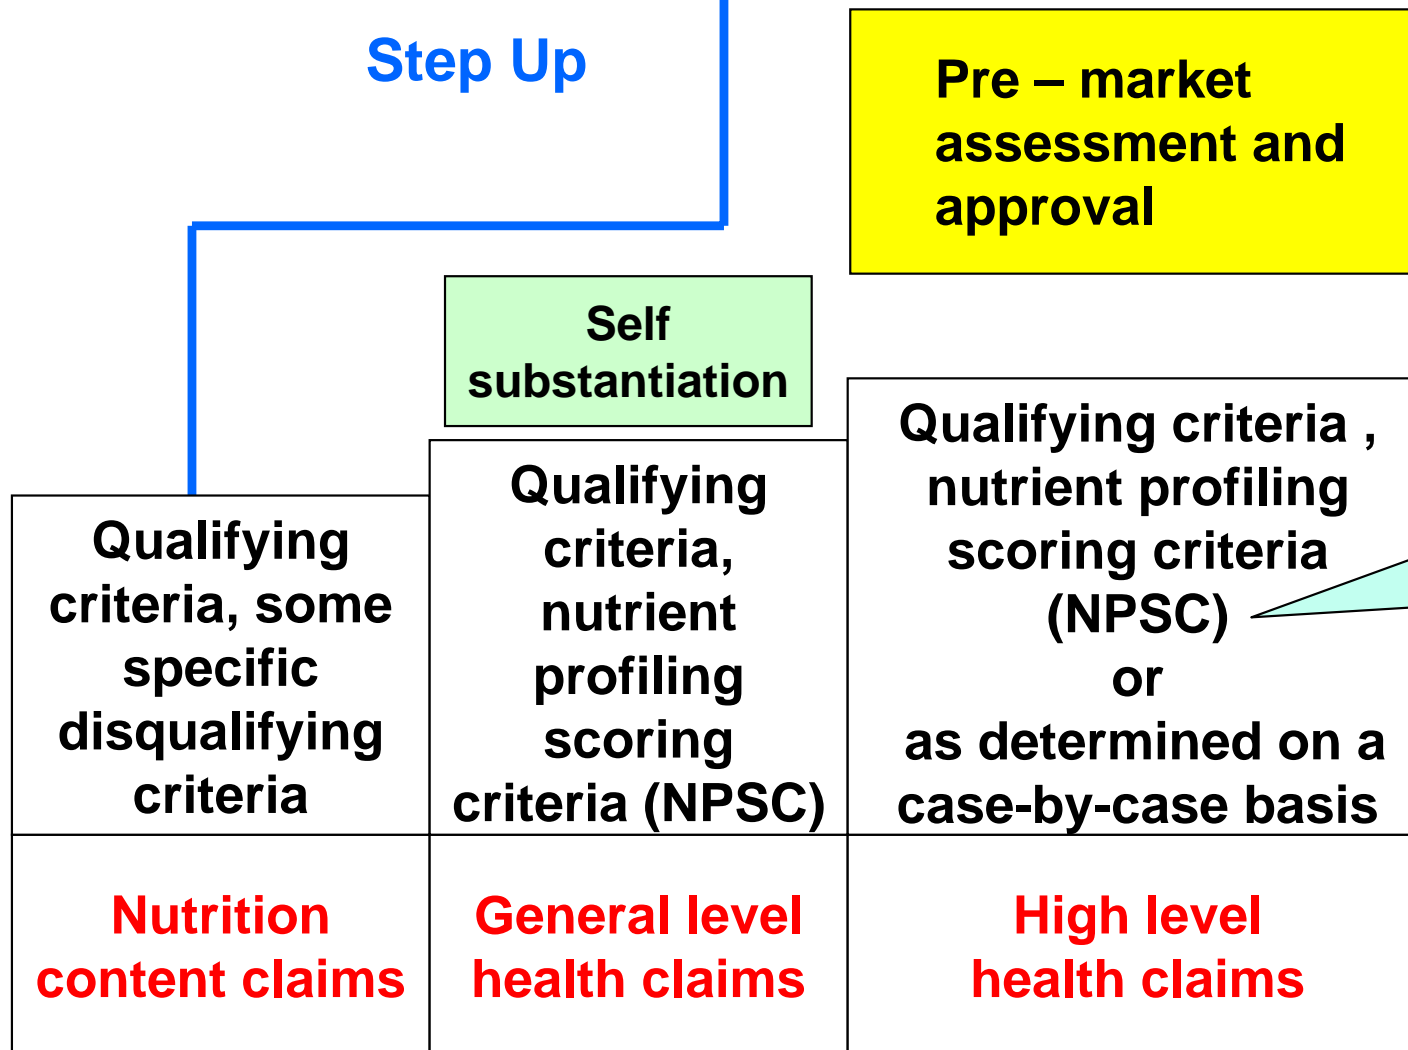 Step Up
Pre – market
assessment and
approval
Self
substantiation
Qualifying
criteria, some
specific
disqualifying
criteria
Qualifying
criteria,
nutrient
profiling
scoring
criteria (NPSC)
Qualifying criteria ,
nutrient profiling
scoring criteria
(NPSC)
or
as determined on a
case-by-case basis
Nutrition
content claims
General level
health claims
High level
health claims